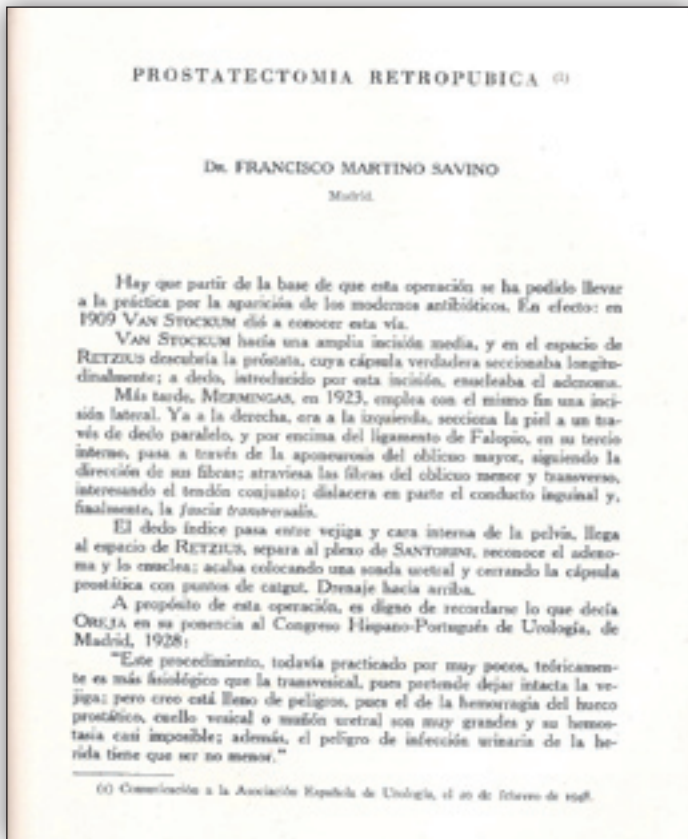 PROSTATECTOMIA RETROPUBICA (1)
DR. FRANCISCO MARTINO SAVINO
Madrid.
Hay que partir de la base de que esta operación se ha podido llevar
a la práctica por la aparición de los modernos antibióticos. En efecto: en
1909 VAN STOCKUM dió a conocer esta vía.
VAN STOCKUM hacía una amplia incisión media, y en el espacio de
RETZIUS descubría la próstata, cuya cápsula verdadera seccionaba longitu-
dinalmente; a dedo, introducido por esta incisión, enucleaba el adenoma.
Más tarde, MERMINGAS, en 1923, emplea con el mismo fin una inci-
sión lateral. Ya a la derecha, ora a la izquierda, secciona la piel a un tra-
vés de dedo paralelo, y por encima del ligamento de Falopio, en su tercio
interno, pasa a través de la aponeurosis del oblicuo mayor, siguiendo la
dirección de sus fibras; atraviesa las fibras del oblicuo menor y transverso,
interesando el tendón conjunto; dislacera en parte el conducto inguinal y,
finalmente, la fascia transversalis.
El dedo índice pasa entre vejiga y cara interna de la pelvis, llega
al espacio de RETZIUS, separa al plexo de SANTORINI, reconoce el adeno-
ma y lo enuclea; acaba colocando una sonda uretral y cerrando la cápsula
prostática con puntos de catgut. Drenaje hacia arriba.
A propósito de esta operación, es digno de recordarse lo que decía
OREJA en su ponencia al Congreso Hispano-Portugués de Urología, de
Madrid, 1928:
"Este procedimiento, todavía practicado por muy pocos, teóricamen-
te es más fisiológico que la transvesical, pues pretende dejar intacta la ve-
jiga; pero creo está lleno de peligros, pues el de la hemorragia del hueco
prostático, cuello vesical o muñón uretral son muy grandes y su hemos-
tasia casi imposible; además, el peligro de infección urinaria de la he-
rida tiene que ser no menor."
(1) Comunicación a la Asociación Española de Urología, el 20 de febrero de 1948.